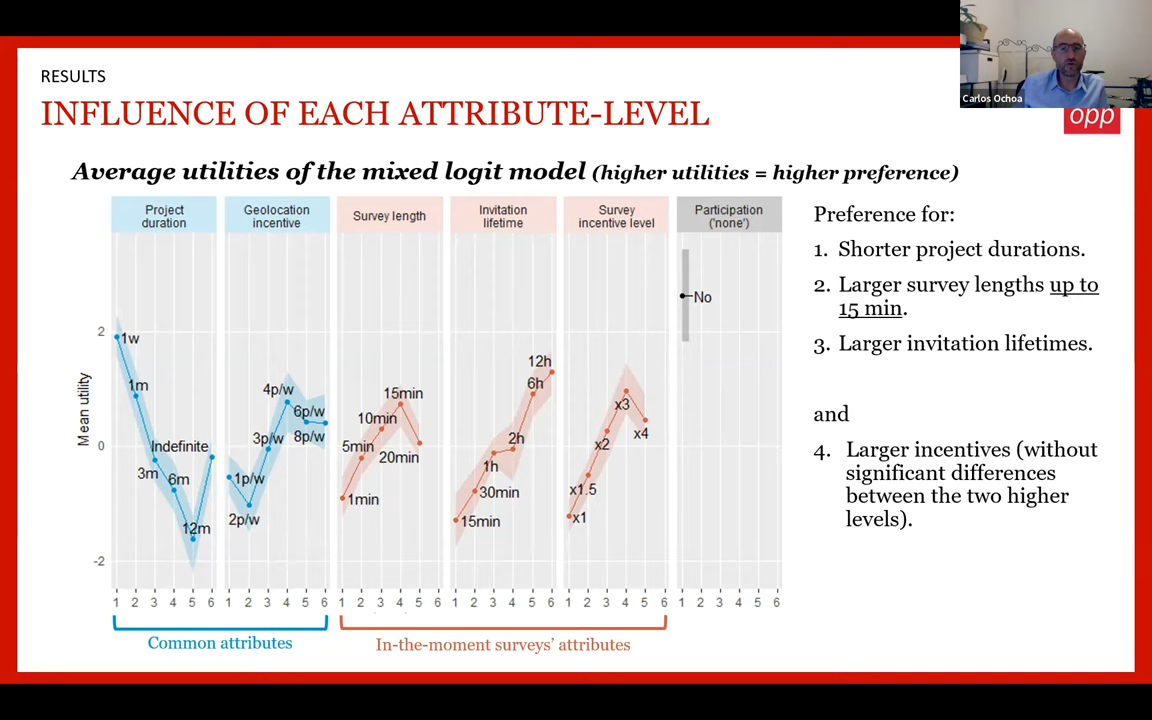 Carlos Ochoa
opp
RESULTS
INFLUENCE OF EACH ATTRIBUTE-LEVEL
Average utilities of the mixed logit model (higher utilities = higher preference)
Project duration
Geolocation incentive
Survey length
Invitation lifetime
Survey incentive level
Participation ('none')
Mean utility
2
0
-2
1w
1m
3m
6m
12m
Indefinite
1p/w
2p/w
3p/w
4p/w
6p/w
8p/w
1min
5min
10min
15min
20min
15min
30min
1h
2h
6h
12h
x1
x1.5
x2
x3
x4
No
1 2 3 4 5 6
1 2 3 4 5 6
1 2 3 4 5 6
1 2 3 4 5 6
1 2 3 4 5 6
1 2 3 4 5 6
Common attributes
In-the-moment surveys' attributes
Preference for:
1. Shorter project durations.
2. Larger survey lengths up to
15 min.
3. Larger invitation lifetimes.
and
4. Larger incentives (without
significant differences
between the two higher
levels).